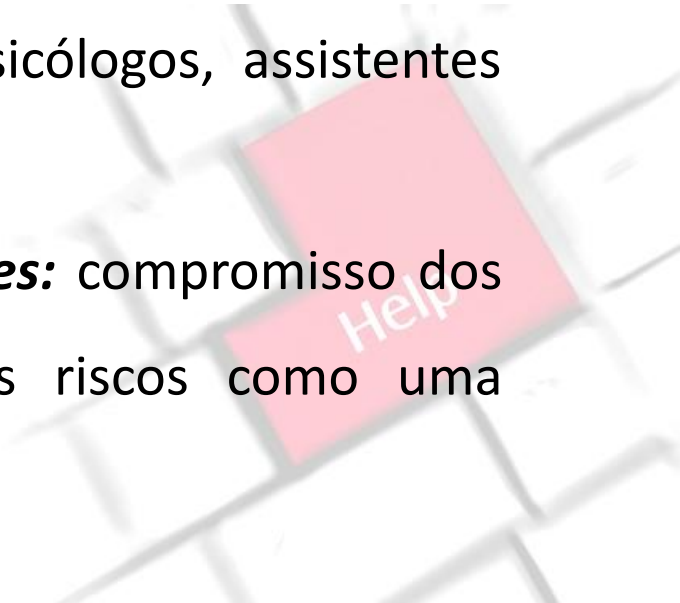 sicólogos, assistentes
es: compromisso dos
Help
s riscos como uma